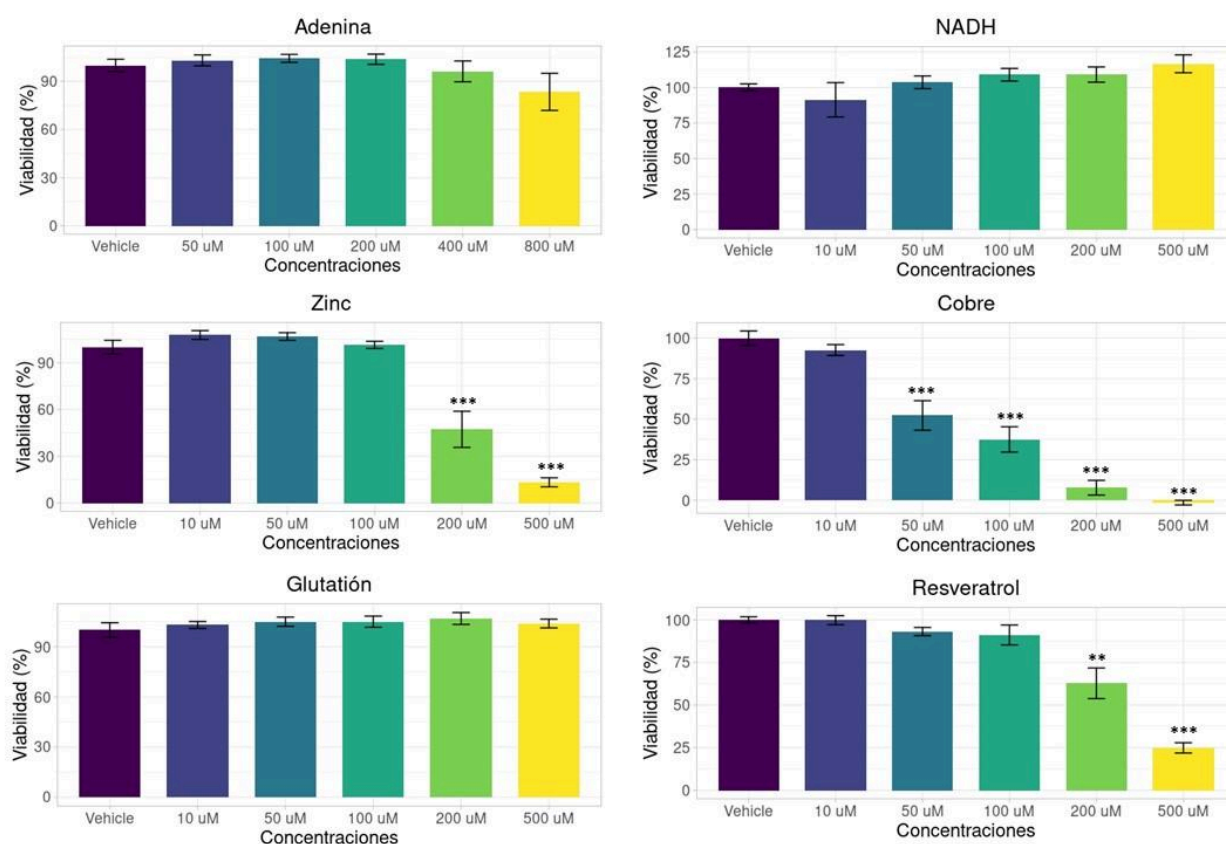 Adenina
Viabilidad (%)
90
60
30
0
Vehicle 50 uM 100 uM 200 uM 400 uM 800 uM
Concentraciones
NADH
Viabilidad (%)
125
100
75
50
25
0
Vehicle 10 uM 50 uM 100 uM 200 uM 500 uM
Concentraciones
Zinc
Viabilidad (%)
90
60
30
0
***
***
Vehicle 10 uM 50 uM 100 uM 200 uM 500 uM
Concentraciones
Cobre
Viabilidad (%)
100
75
50
25
0
***
***
***
***
Vehicle 10 uM 50 uM 100 uM 200 uM 500 uM
Concentraciones
Glutatión
Viabilidad (%)
90
60
30
0
Vehicle 10 uM 50 uM 100 uM 200 uM 500 uM
Concentraciones
Resveratrol
Viabilidad (%)
100
75
50
25
0
**
***
Vehicle 10 uM 50 uM 100 uM 200 uM 500 uM
Concentraciones